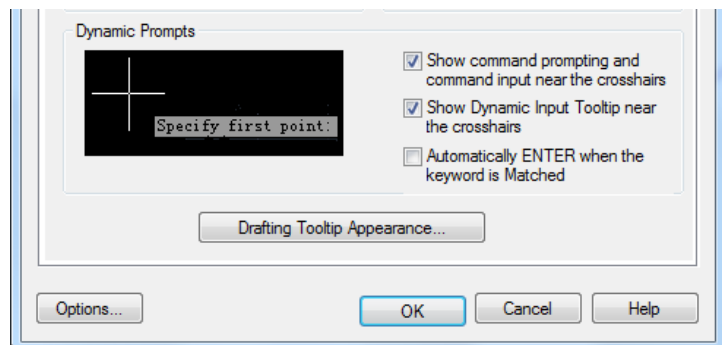 Dynamic Prompts
Specify first point:
Show command prompting and
command input near the crosshairs
Show Dynamic Input Tooltip near
the crosshairs
Automatically ENTER when the
keyword is Matched
Drafting Tooltip Appearance...
Options...
OK
Cancel
Help